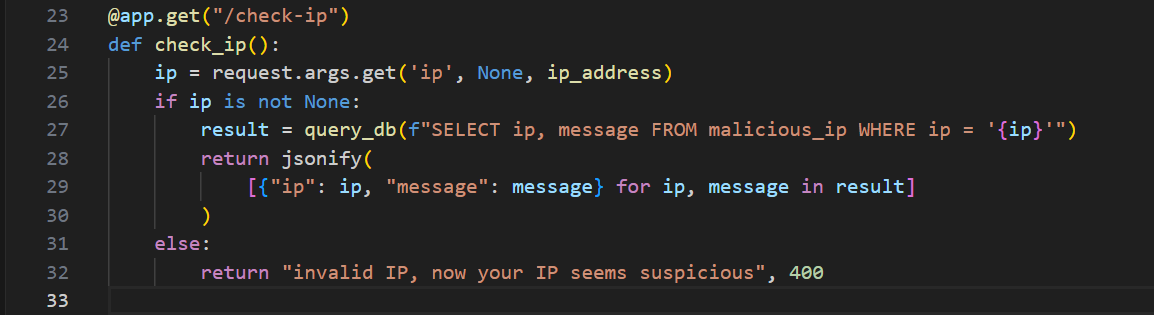 23 @app.get("/check-ip")
24 def check_ip():
25     ip = request.args.get('ip', None, ip_address)
26     if ip is not None:
27         result = query_db(f"SELECT ip, message FROM malicious_ip WHERE ip = '{ip}'")
28         return jsonify(
29             [{"ip": ip, "message": message} for ip, message in result]
30         )
31     else:
32         return "invalid IP, now your IP seems suspicious", 400
33